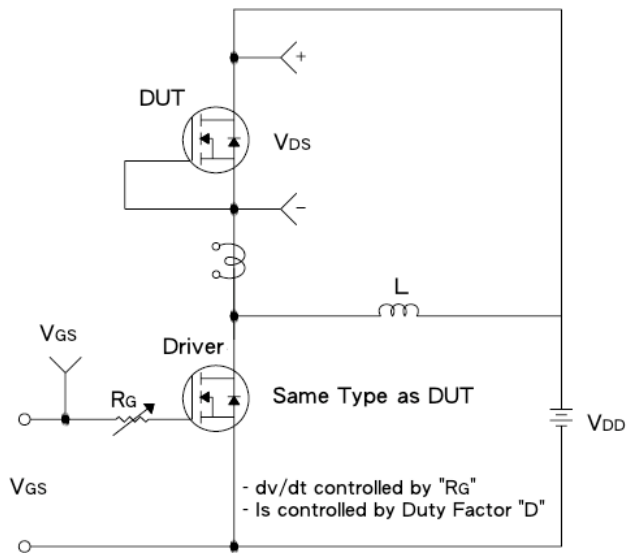 +
DUT
VDS
-
L
VGS
Driver
RG
Same Type as DUT
VDD
VGS
- dv/dt controlled by "RG"
- Is controlled by Duty Factor "D"